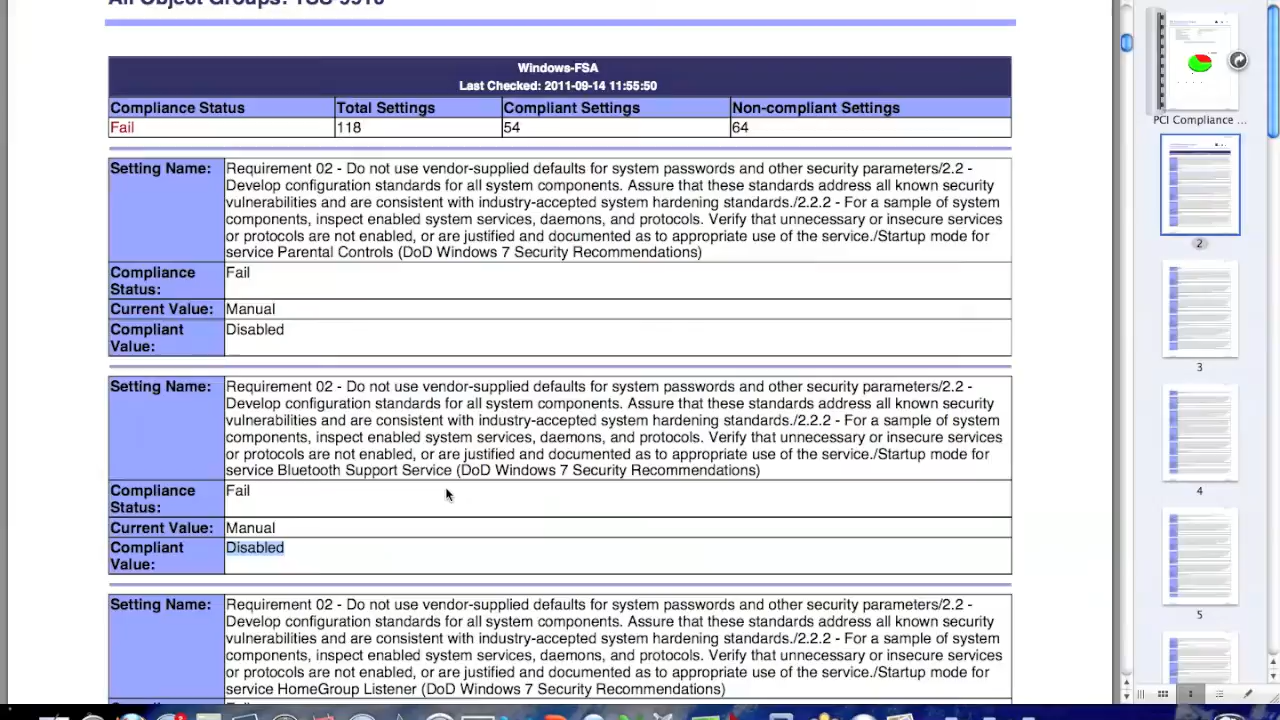 All Object Groups: TSS-9910
Windows-FSA
Last Checked: 2011-09-14 11:55:50
Compliance Status Total Settings Compliant Settings Non-compliant Settings
Fail 118 54 64
Setting Name: Requirement 02 - Do not use vendor-supplied defaults for system passwords and other security parameters/2.2 -
Develop configuration standards for all system components. Assure that these standards address all known security
vulnerabilities and are consistent with industry-accepted system hardening standards./2.2.2 - For a sample of system
components, inspect enabled system services, daemons, and protocols. Verify that unnecessary or insecure services
or protocols are not enabled, or are justified and documented as to appropriate use of the service./Startup mode for
service Parental Controls (DoD Windows 7 Security Recommendations)
Compliance Status: Fail
Current Value: Manual
Compliant Value: Disabled
Setting Name: Requirement 02 - Do not use vendor-supplied defaults for system passwords and other security parameters/2.2 -
Develop configuration standards for all system components. Assure that these standards address all known security
vulnerabilities and are consistent with industry-accepted system hardening standards./2.2.2 - For a sample of system
components, inspect enabled system services, daemons, and protocols. Verify that unnecessary or insecure services
or protocols are not enabled, or are justified and documented as to appropriate use of the service./Startup mode for
service Bluetooth Support Service (DoD Windows 7 Security Recommendations)
Compliance Status: Fail
Current Value: Manual
Compliant Value: Disabled
Setting Name: Requirement 02 - Do not use vendor-supplied defaults for system passwords and other security parameters/2.2 -
Develop configuration standards for all system components. Assure that these standards address all known security
vulnerabilities and are consistent with industry-accepted system hardening standards./2.2.2 - For a sample of system
components, inspect enabled system services, daemons, and protocols. Verify that unnecessary or insecure services
or protocols are not enabled, or are justified and documented as to appropriate use of the service./Startup mode for
service HomeGroup Listener (DoD Windows 7 Security Recommendations)
PCI Compliance ...
2
3
4
5